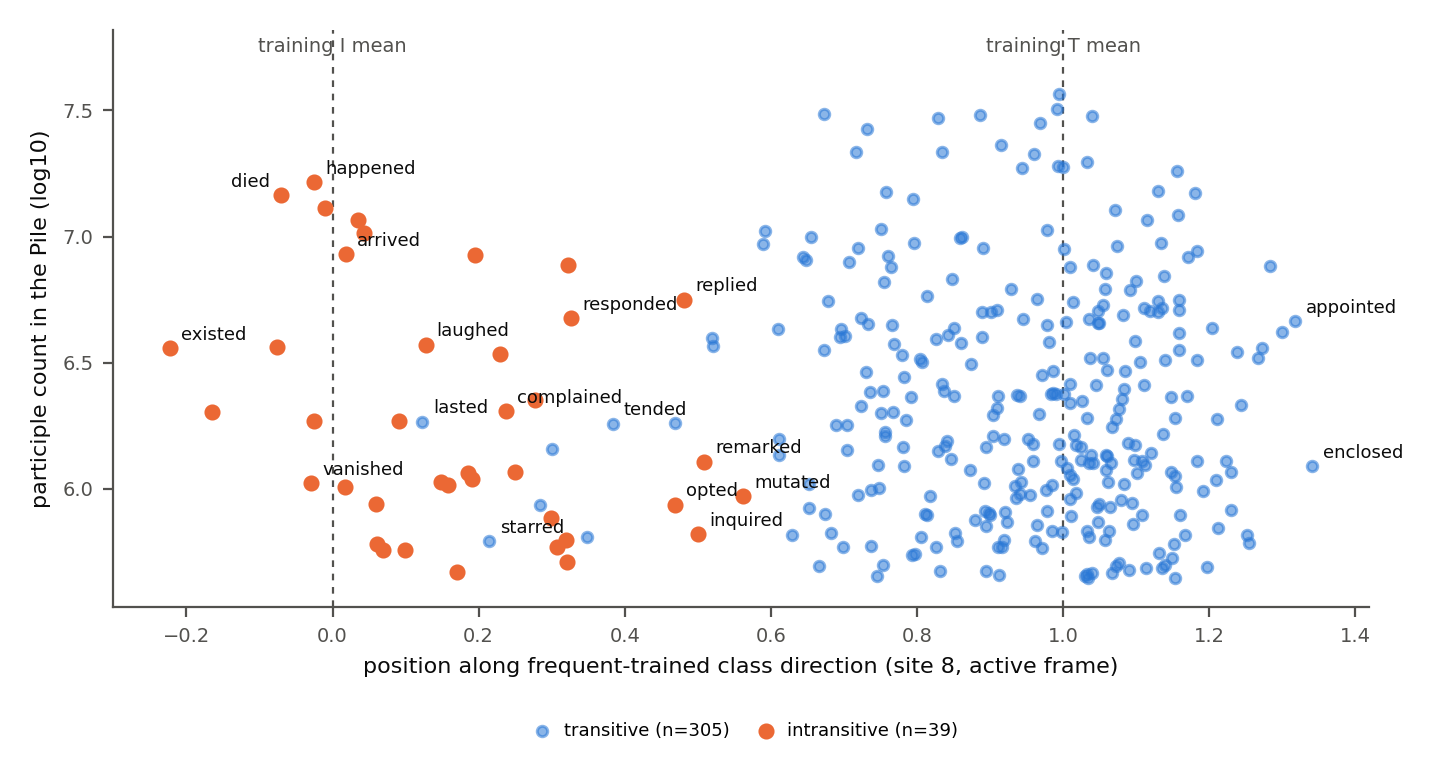 training I mean
training T mean
7.5
7.0
6.5
6.0
participle count in the Pile (log10)
died
happened
arrived
replied
responded
existed
laughed
appointed
complained
lasted
tended
remarked
enclosed
vanished
mutated
opted
starred
inquired
−0.2
0.0
0.2
0.4
0.6
0.8
1.0
1.2
1.4
position along frequent-trained class direction (site 8, active frame)
transitive (n=305)
intransitive (n=39)